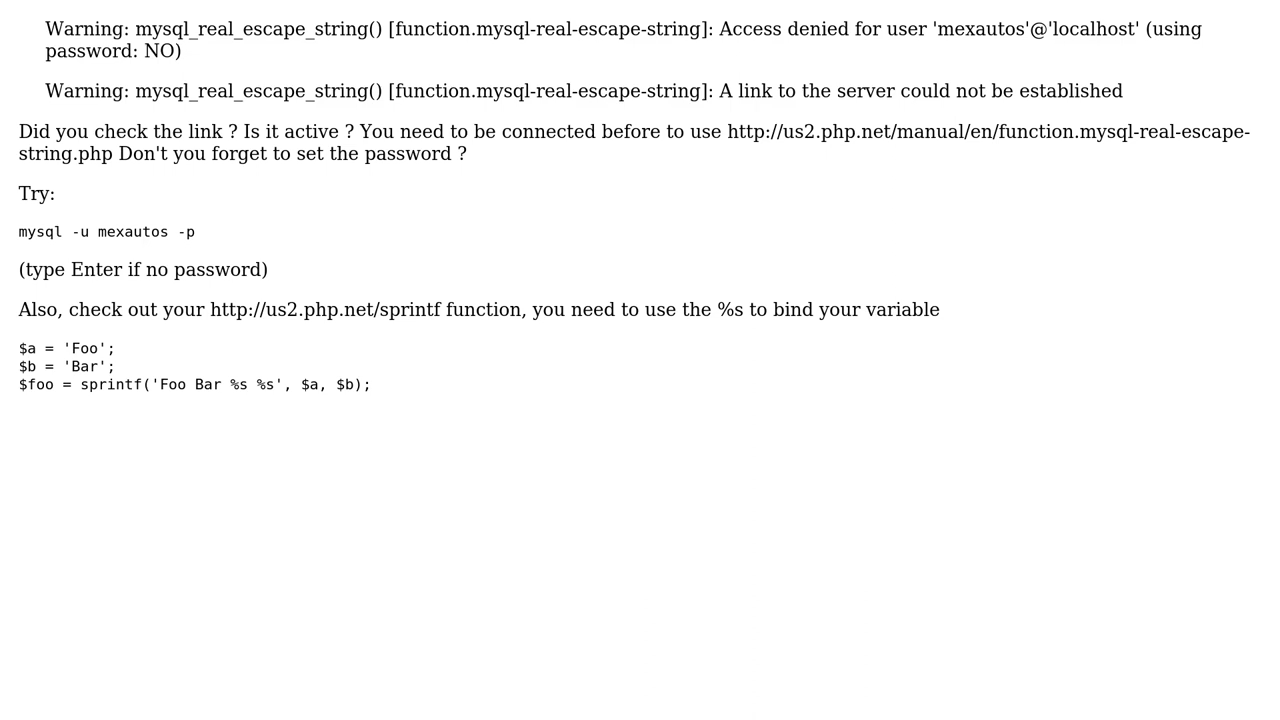 Warning: mysql_real_escape_string() [function.mysql-real-escape-string]: Access denied for user 'mexautos'@'localhost' (using
password: NO)
Warning: mysql_real_escape_string() [function.mysql-real-escape-string]: A link to the server could not be established
Did you check the link ? Is it active ? You need to be connected before to use http://us2.php.net/manual/en/function.mysql-real-escape-
string.php Don't you forget to set the password ?
Try:
mysql -u mexautos -p
(type Enter if no password)
Also, check out your http://us2.php.net/sprintf function, you need to use the %s to bind your variable
$a = 'Foo';
$b = 'Bar';
$foo = sprintf('Foo Bar %s %s', $a, $b);